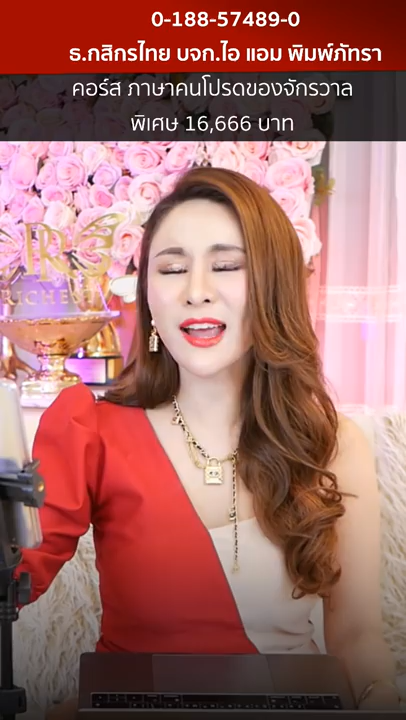 0-188-57489-0
ธ.กสิกรไทย บจก.ไอ แอม พิมพ์ภัทรา
คอร์ส ภาษาคนโปรดของจักรวาล
พิเศษ 16,666 บาท
RICHEST